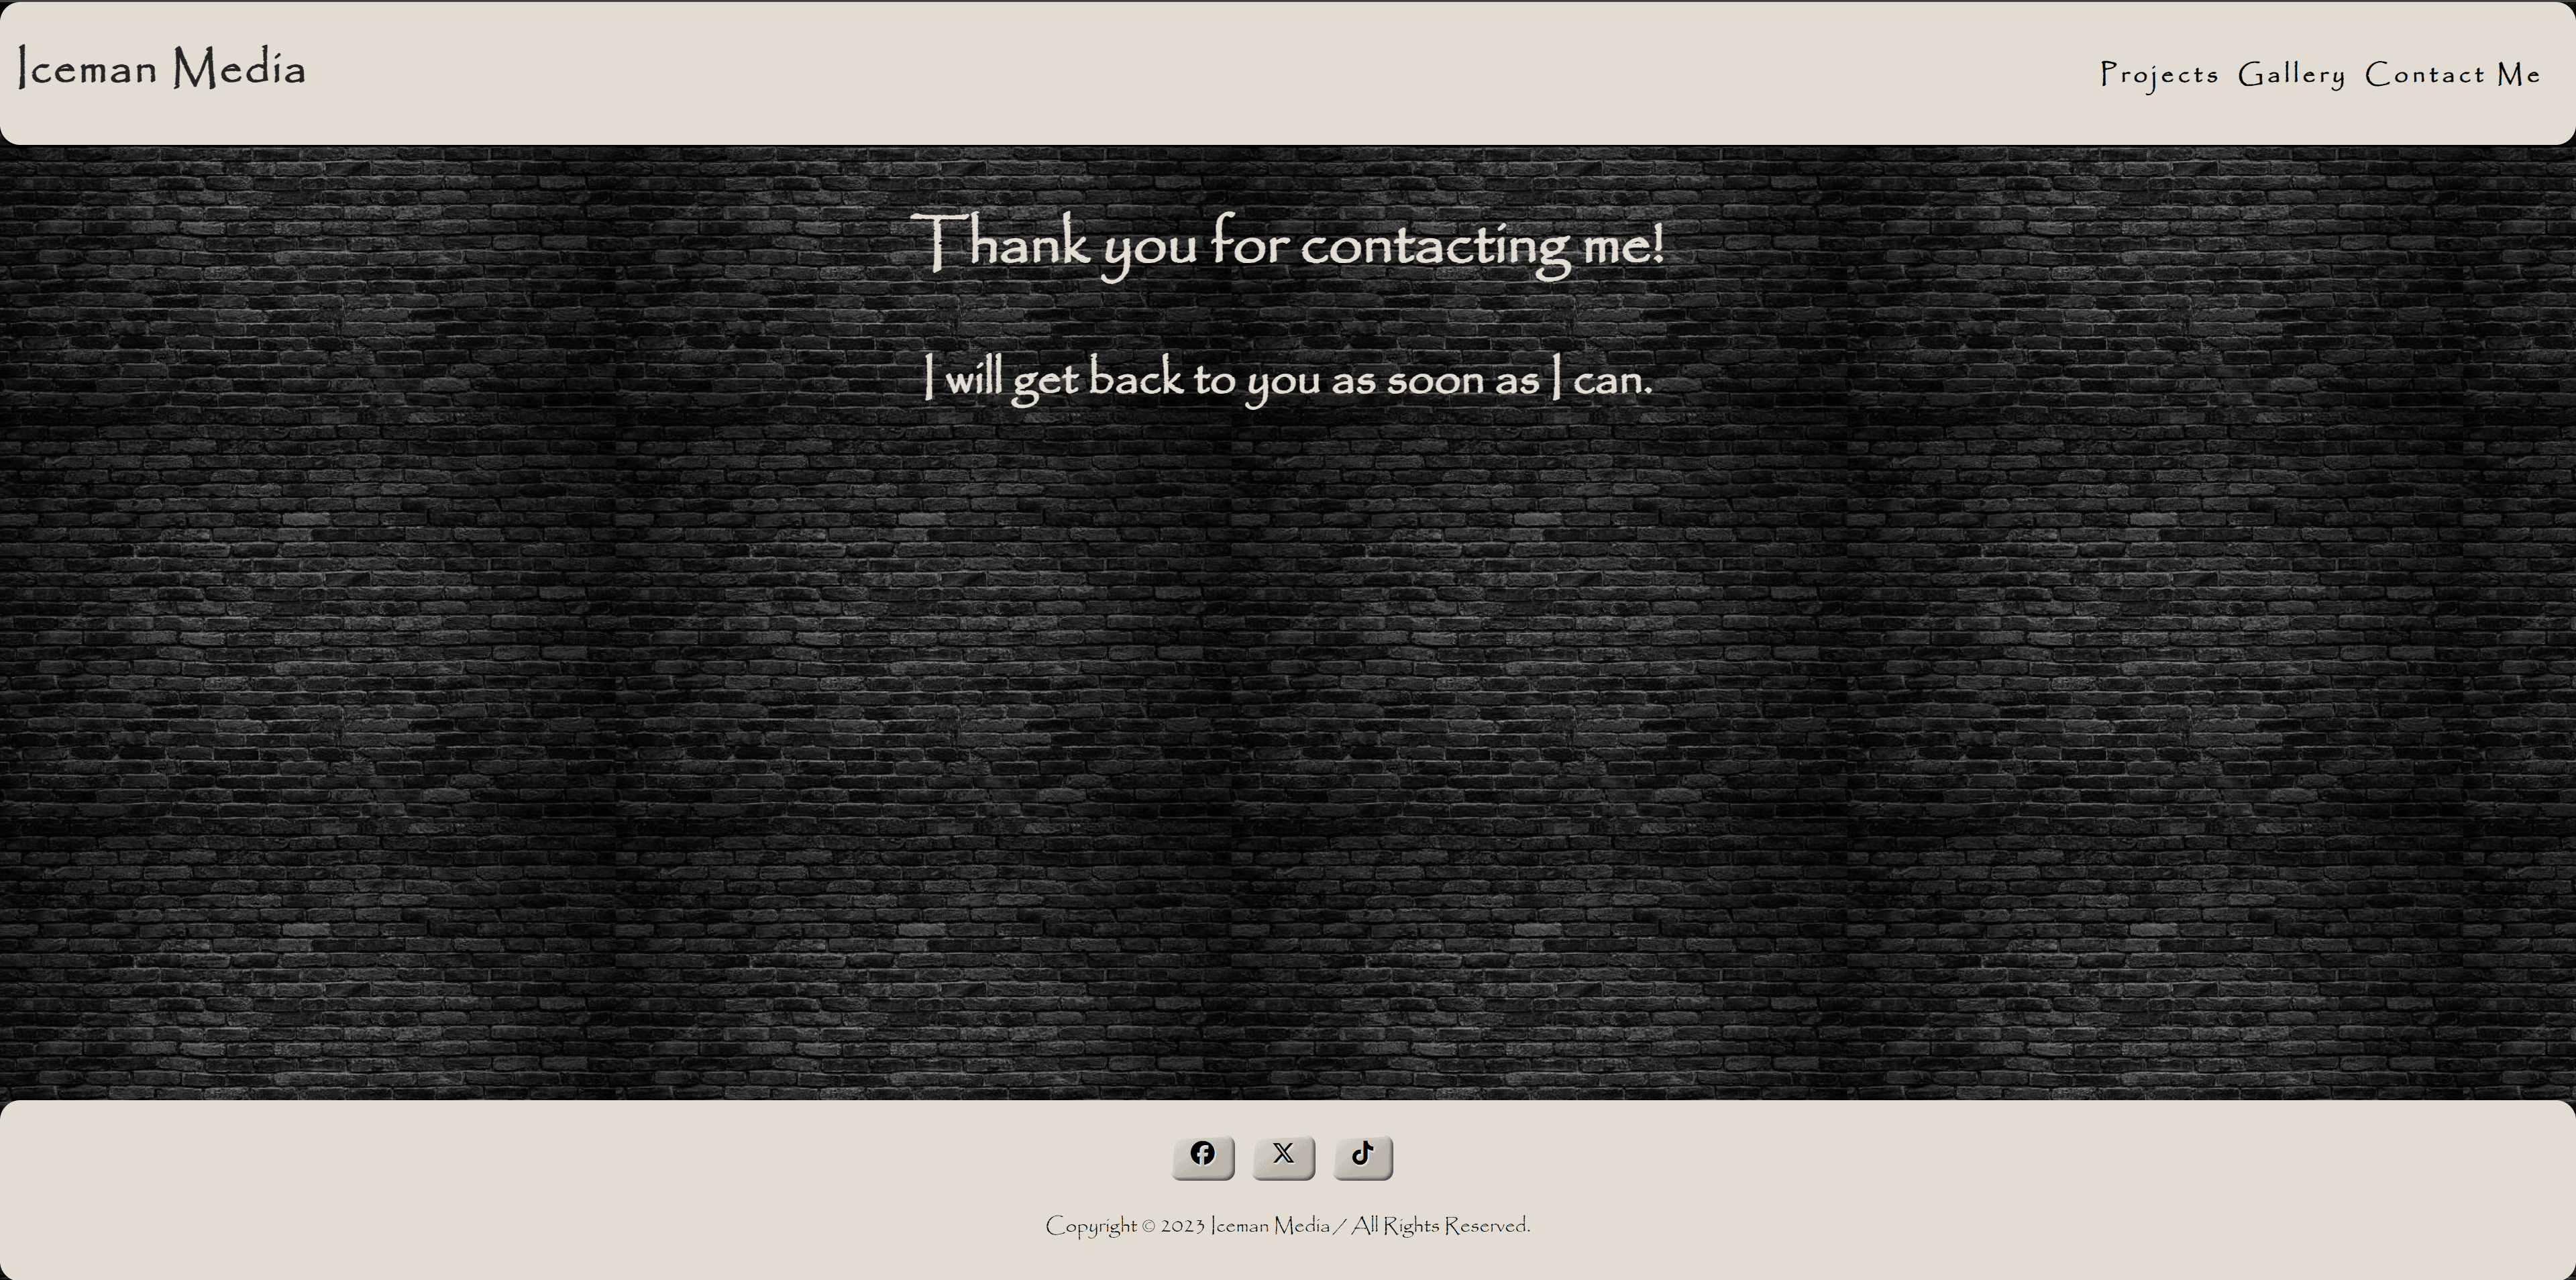 Iceman Media
Projects Gallery Contact Me
Thank you for contacting me!
I will get back to you as soon as I can.
Copyright © 2023 Iceman Media / All Rights Reserved.